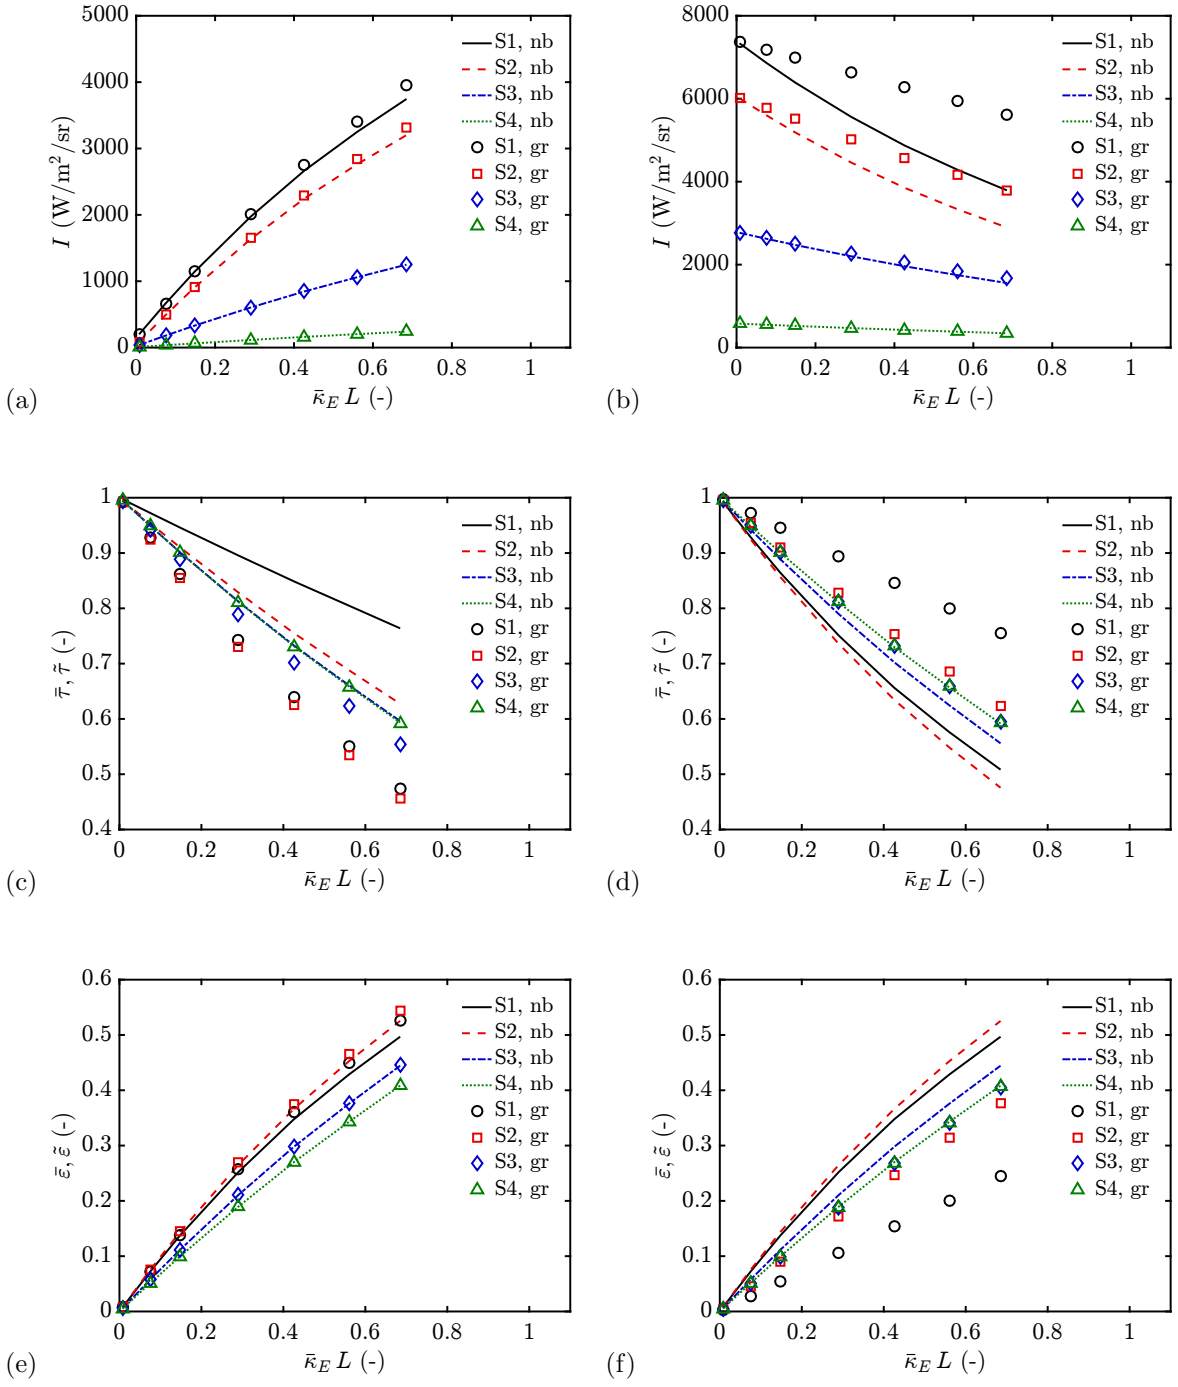 5000
4000
3000
2000
1000
0
I (W/m²/sr)
0 0.2 0.4 0.6 0.8 1
κ̄_E L (-)
S1, nb
S2, nb
S3, nb
S4, nb
S1, gr
S2, gr
S3, gr
S4, gr
(a)
8000
6000
4000
2000
0
I (W/m²/sr)
0 0.2 0.4 0.6 0.8 1
κ̄_E L (-)
S1, nb
S2, nb
S3, nb
S4, nb
S1, gr
S2, gr
S3, gr
S4, gr
(b)
1
0.9
0.8
0.7
0.6
0.5
0.4
τ̄, τ̃ (-)
0 0.2 0.4 0.6 0.8 1
κ̄_E L (-)
S1, nb
S2, nb
S3, nb
S4, nb
S1, gr
S2, gr
S3, gr
S4, gr
(c)
1
0.9
0.8
0.7
0.6
0.5
0.4
τ̄, τ̃ (-)
0 0.2 0.4 0.6 0.8 1
κ̄_E L (-)
S1, nb
S2, nb
S3, nb
S4, nb
S1, gr
S2, gr
S3, gr
S4, gr
(d)
0.6
0.5
0.4
0.3
0.2
0.1
0
ε̄, ε̃ (-)
0 0.2 0.4 0.6 0.8 1
κ̄_E L (-)
S1, nb
S2, nb
S3, nb
S4, nb
S1, gr
S2, gr
S3, gr
S4, gr
(e)
0.6
0.5
0.4
0.3
0.2
0.1
0
ε̄, ε̃ (-)
0 0.2 0.4 0.6 0.8 1
κ̄_E L (-)
S1, nb
S2, nb
S3, nb
S4, nb
S1, gr
S2, gr
S3, gr
S4, gr
(f)